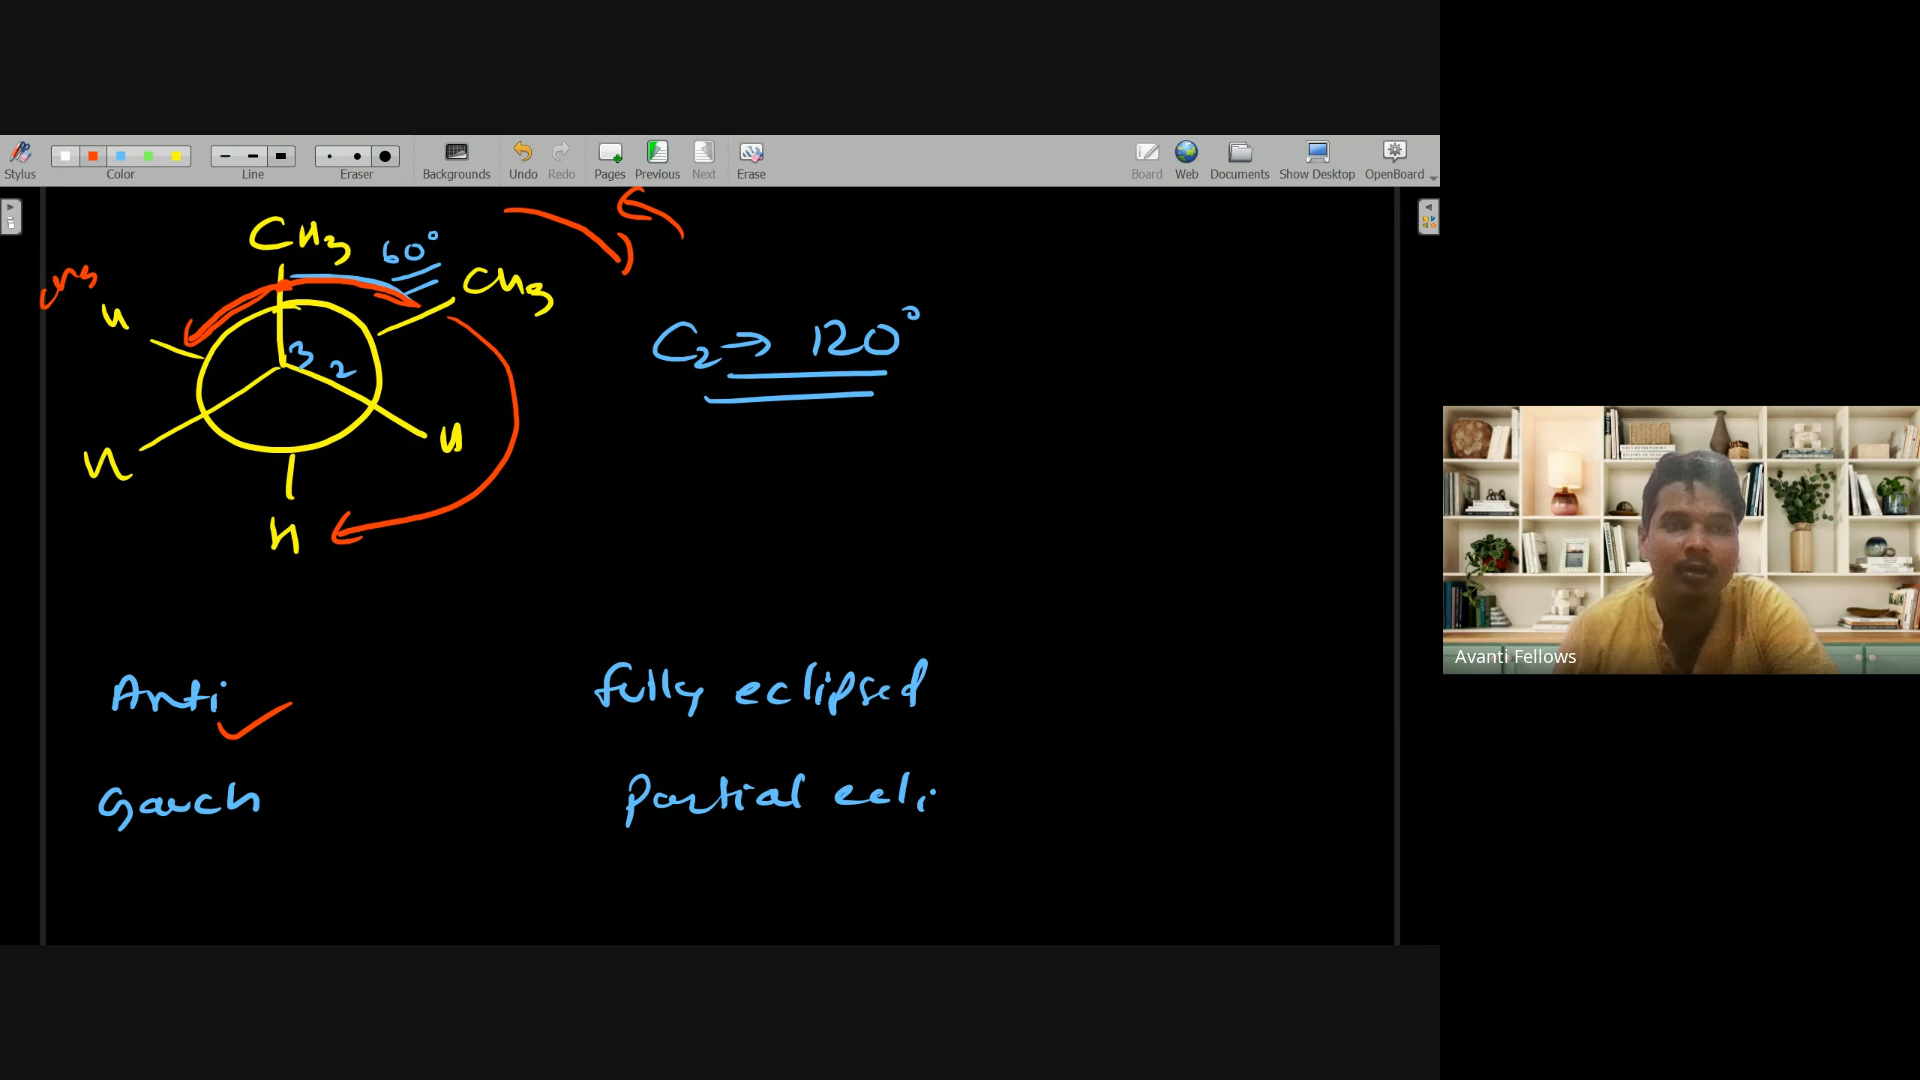 Stylus
Color
Line
Eraser
Backgrounds
Undo
Redo
Pages
Previous
Next
Erase
Board
Web
Documents
Show Desktop
OpenBoard
CH3
60°
CH3
CH3
H
3
2
C2 → 120°
H
H
H
Anti
fully eclipsed
Gauch
Partial ecli
Avanti Fellows